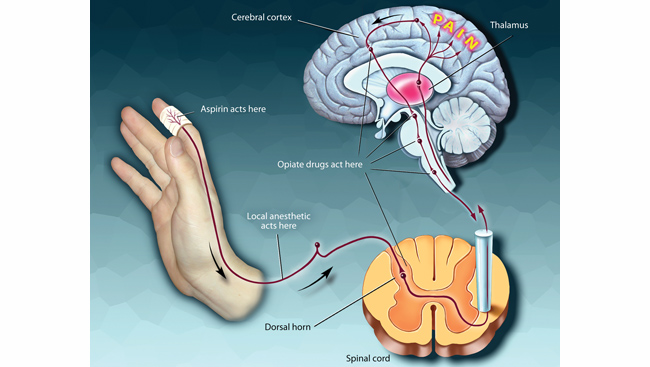 Cerebral cortex
PAIN
Thalamus
Aspirin acts here
Opiate drugs act here
Local anesthetic
acts here
Dorsal horn
Spinal cord